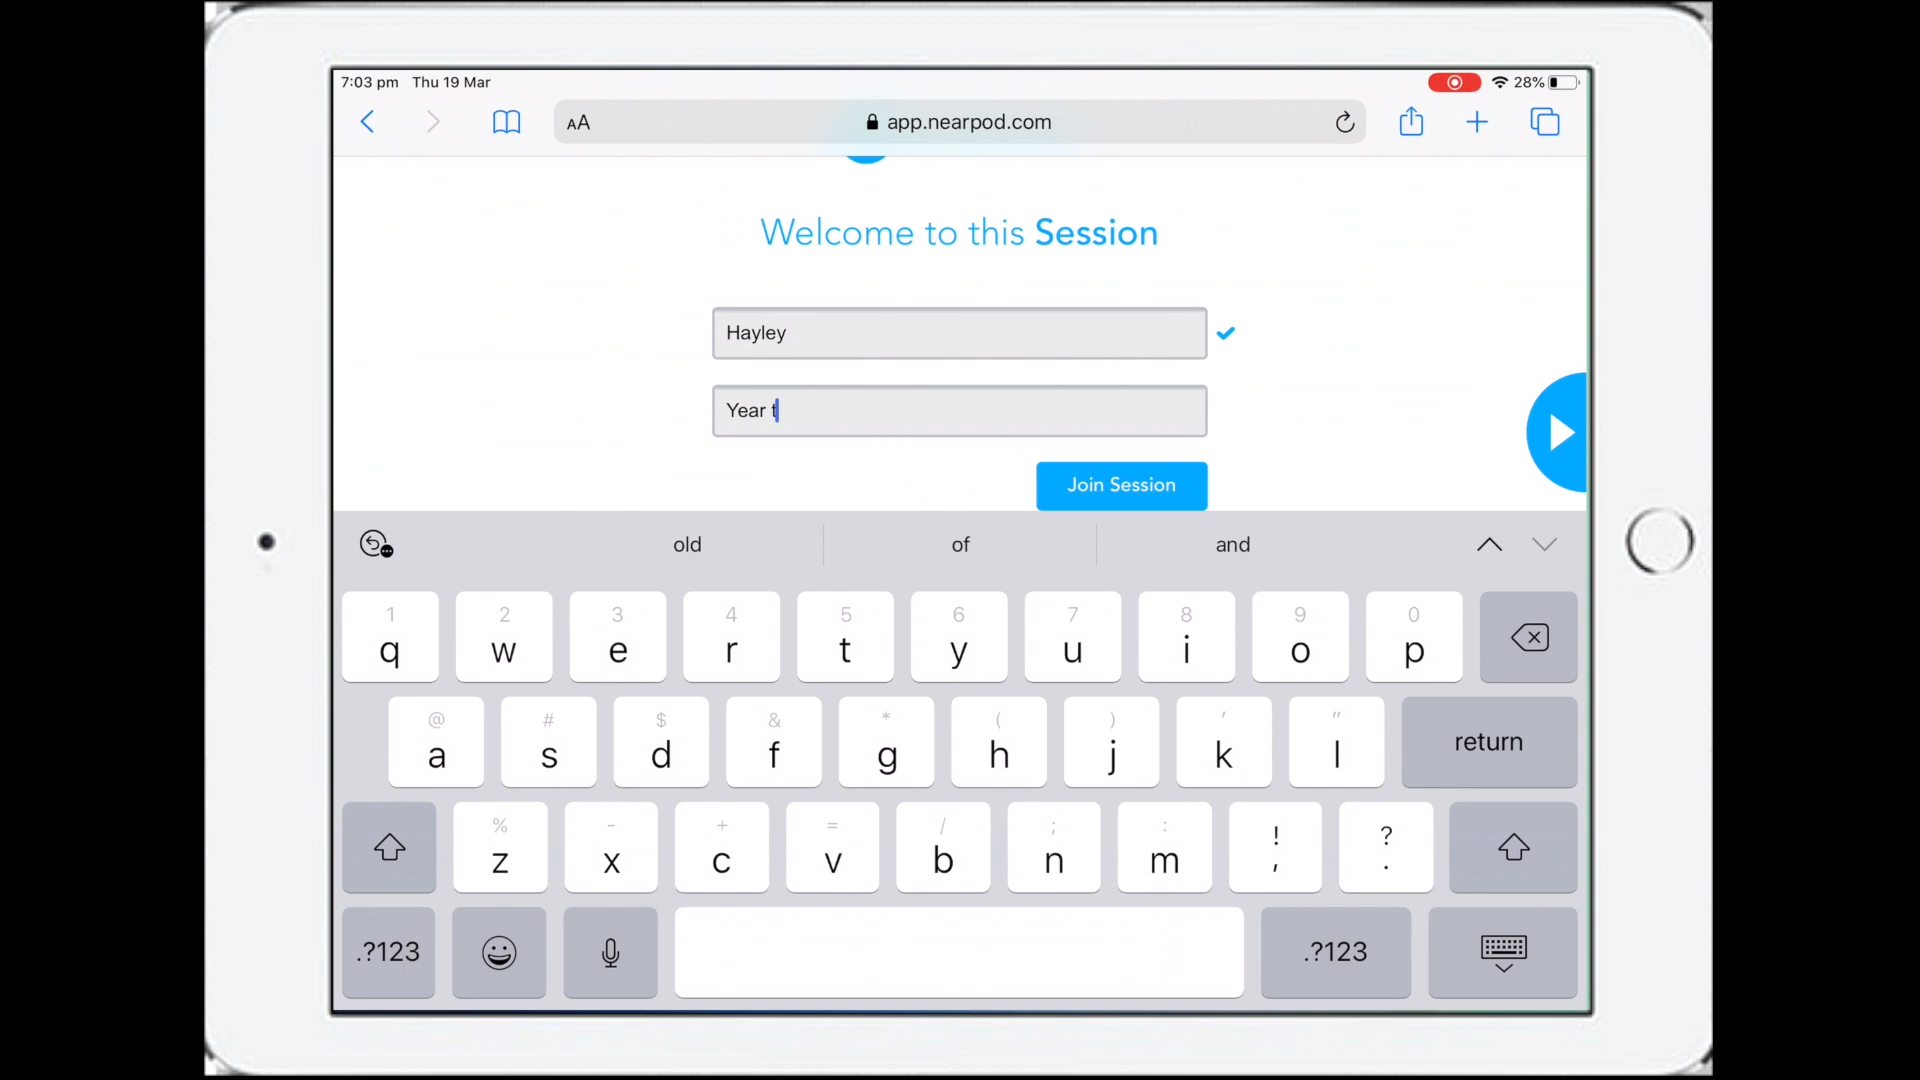 7:03 pm Thu 19 Mar 28%
AA app.nearpod.com
Welcome to this Session
Hayley
Year t
Join Session
old of and
1 2 3 4 5 6 7 8 9 0
q w e r t y u i o p
@ # $ & * ( ) ' "
a s d f g h j k l return
% - + = / ; : ! ?
z x c v b n m , .
.?123 .?123